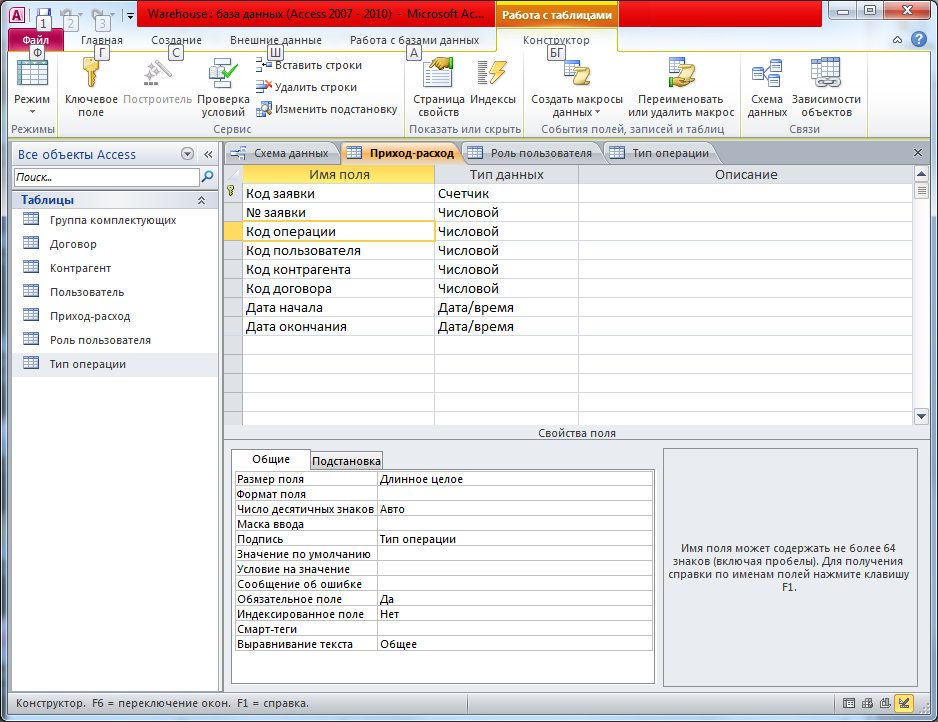 Warehouse : база данных (Access 2007 - 2010) - Microsoft Ac...
Работа с таблицами
1 2 3
Файл Главная Создание Внешние данные Работа с базами данных Конструктор
Ф Г С Ш А БГ
Режим
Ключевое поле
Построитель
Проверка условий
Вставить строки
Удалить строки
Изменить подстановку
Страница свойств
Индексы
Создать макросы данных
Переименовать или удалить макрос
Схема данных
Зависимости объектов
Режимы Сервис Показать или скрыть События полей, записей и таблиц Связи
Все объекты Access
Поиск...
Таблицы
Группа комплектующих
Договор
Контрагент
Пользователь
Приход-расход
Роль пользователя
Тип операции
Схема данных Приход-расход Роль пользователя Тип операции
Имя поля Тип данных Описание
Код заявки Счетчик
№ заявки Числовой
Код операции Числовой
Код пользователя Числовой
Код контрагента Числовой
Код договора Числовой
Дата начала Дата/время
Дата окончания Дата/время
Свойства поля
Общие Подстановка
Размер поля Длинное целое
Формат поля
Число десятичных знаков Авто
Маска ввода
Подпись Тип операции
Значение по умолчанию
Условие на значение
Сообщение об ошибке
Обязательное поле Да
Индексированное поле Нет
Смарт-теги
Выравнивание текста Общее
Имя поля может содержать не более 64
знаков (включая пробелы). Для получения
справки по именам полей нажмите клавишу
F1.
Конструктор. F6 = переключение окон. F1 = справка.